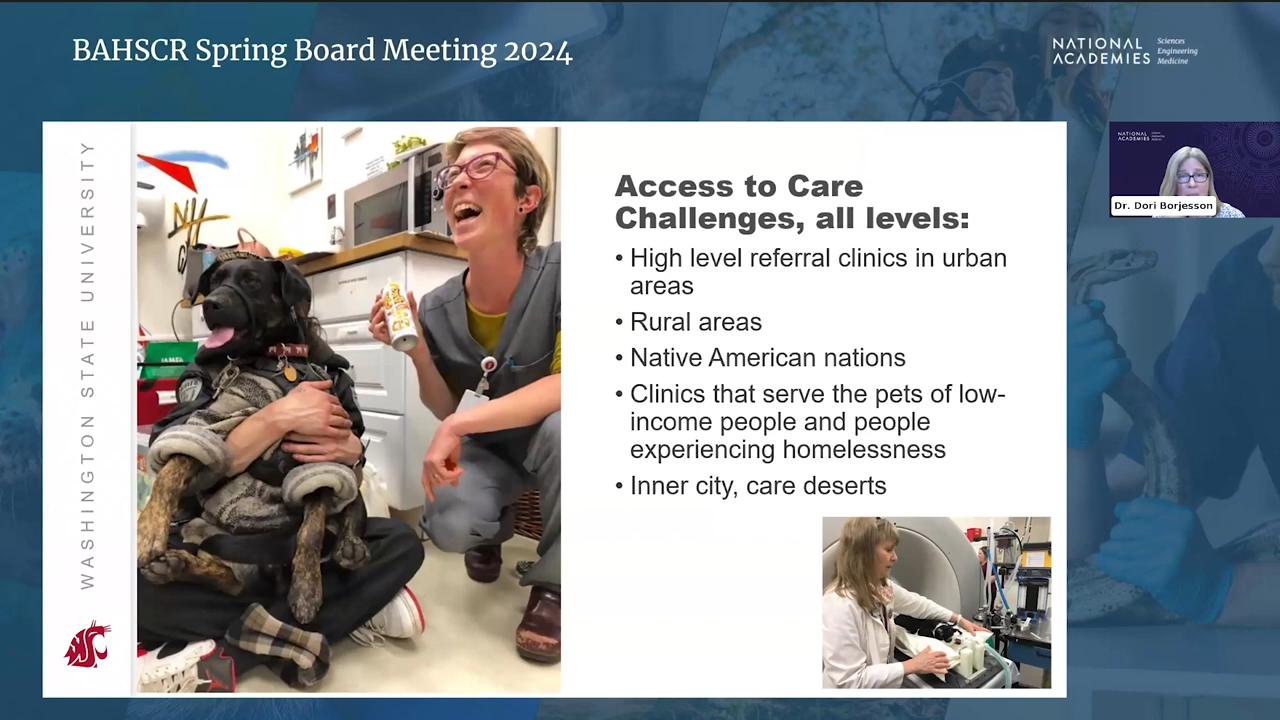 BAHSCR Spring Board Meeting 2024
NATIONAL
ACADEMIES
Sciences
Engineering
Medicine
WASHINGTON STATE UNIVERSITY
Access to Care
Challenges, all levels:
• High level referral clinics in urban
areas
• Rural areas
• Native American nations
• Clinics that serve the pets of low-
income people and people
experiencing homelessness
• Inner city, care deserts
NATIONAL
ACADEMIES
Dr. Dori Borjesson